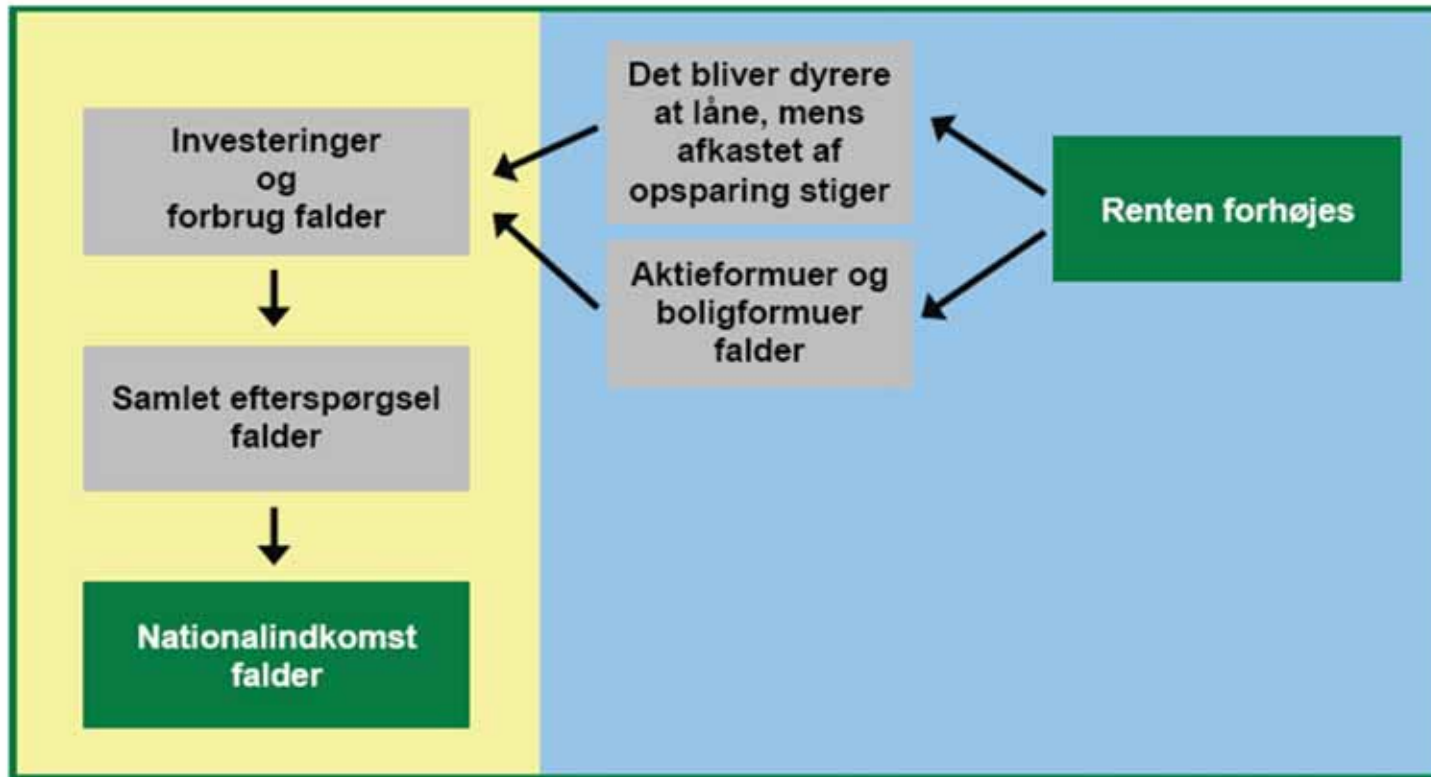 Det bliver dyrere
at låne, mens
afkastet af
opsparing stiger
Investeringer
og
forbrug falder
Renten forhøjes
Aktieformuer og
boligformuer
falder
Samlet efterspørgsel
falder
Nationalindkomst
falder